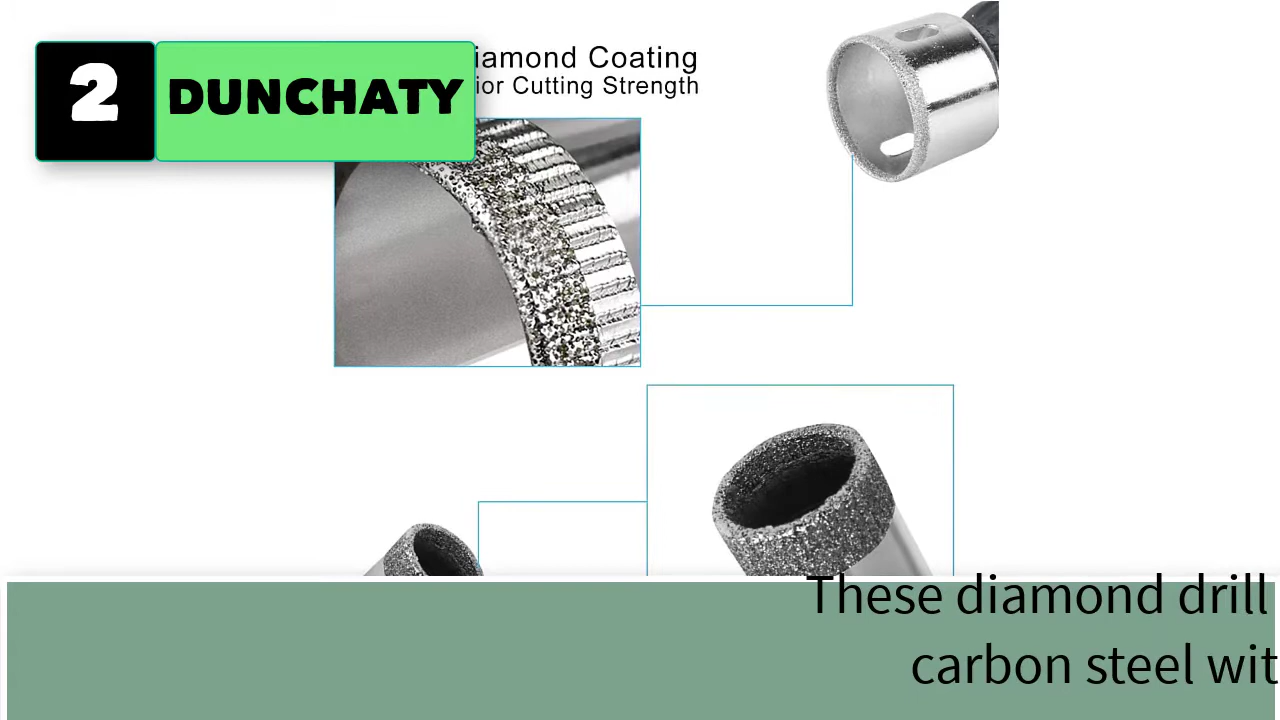 2
DUNCHATY
iamond Coating
ior Cutting Strength
These diamond drill
carbon steel wit